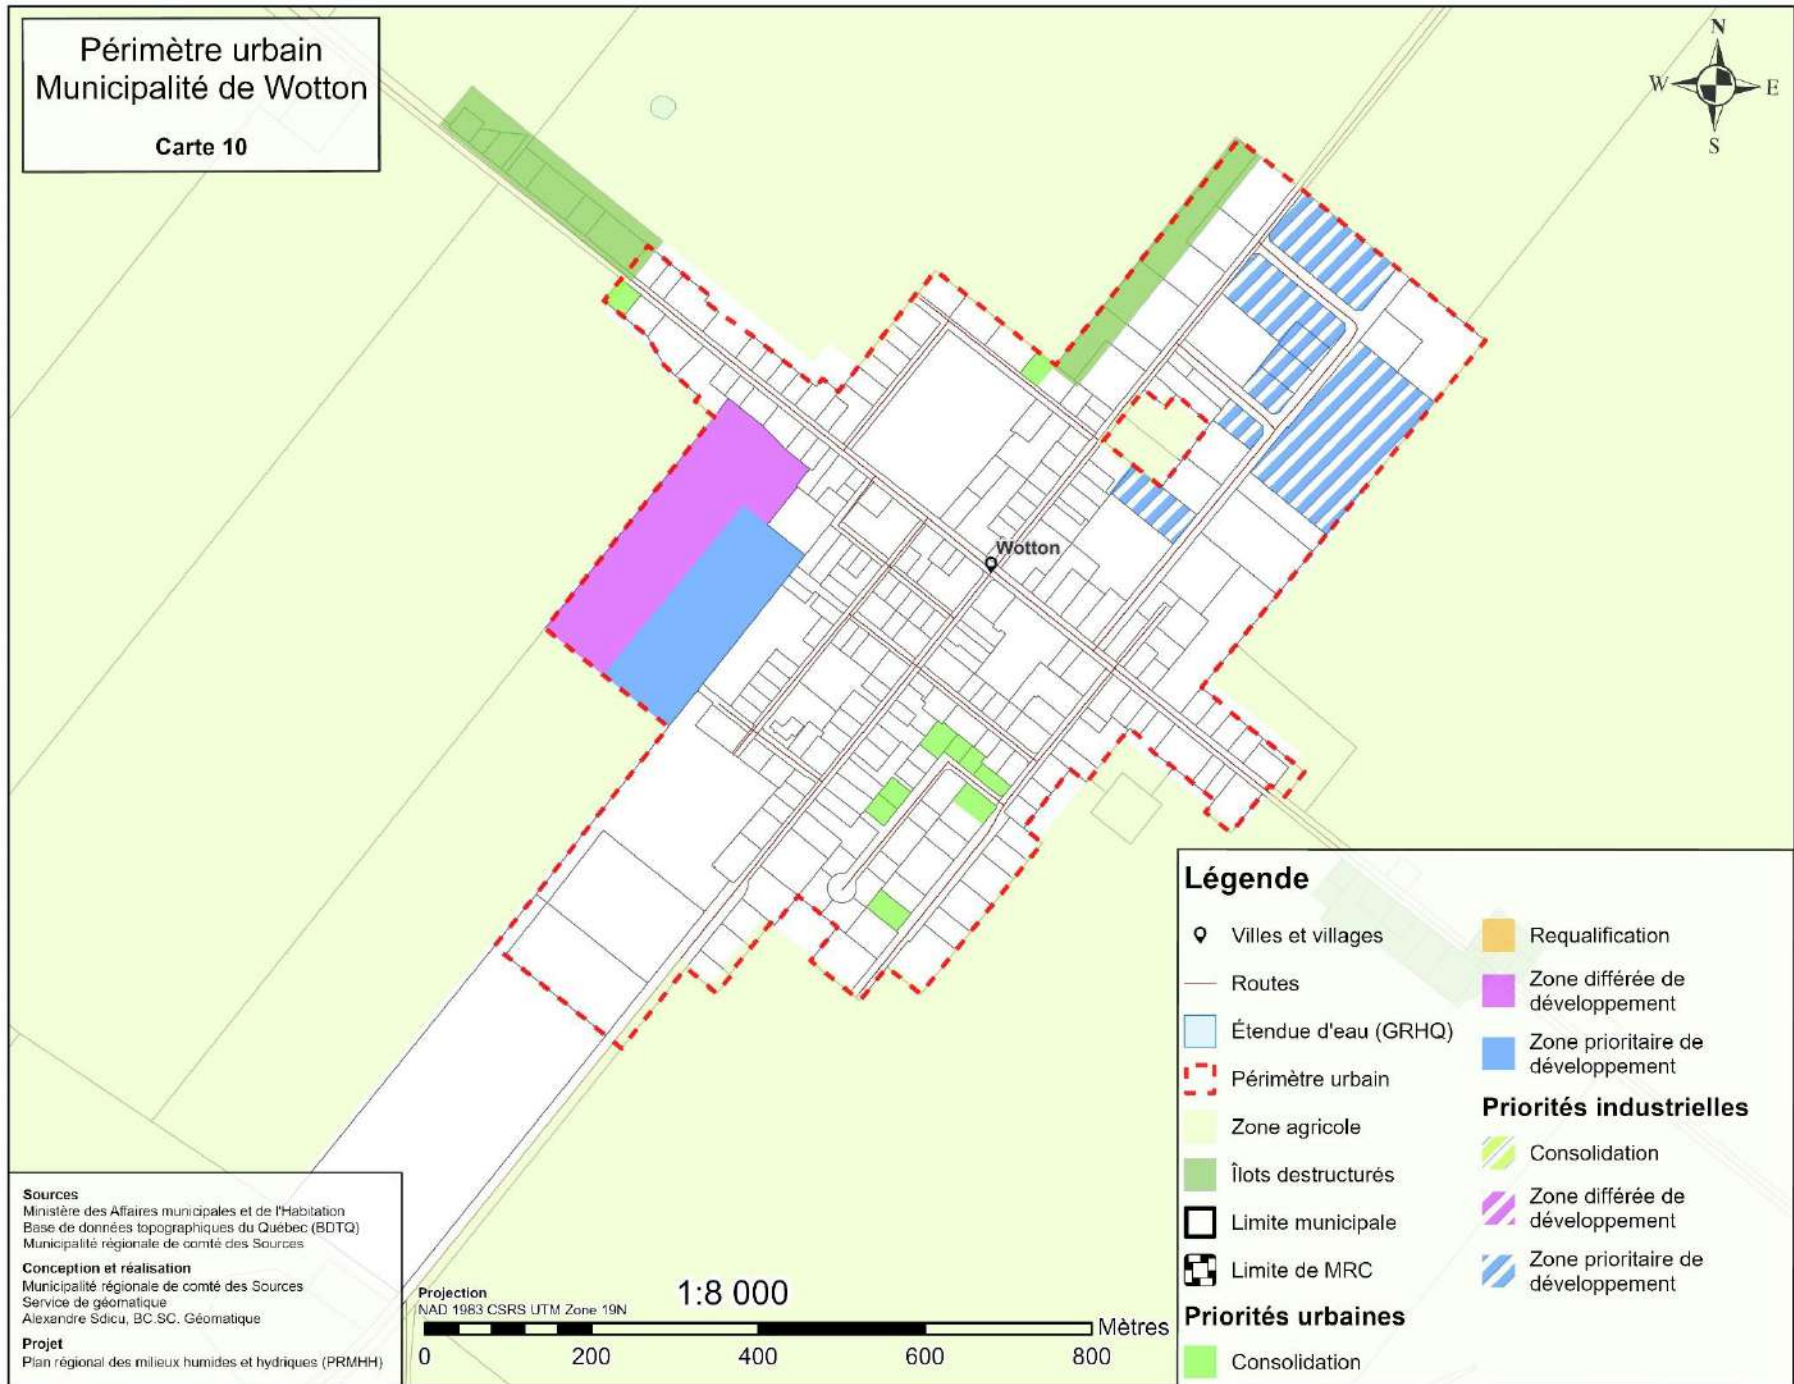 Périmètre urbain
Municipalité de Wotton
Carte 10
N
W
E
S
Wotton
Légende
Villes et villages
Routes
Étendue d'eau (GRHQ)
Périmètre urbain
Zone agricole
Îlots destructurés
Limite municipale
Limite de MRC
Priorités urbaines
Consolidation
Requalification
Zone différée de
développement
Zone prioritaire de
développement
Priorités industrielles
Consolidation
Zone différée de
développement
Zone prioritaire de
développement
Sources
Ministère des Affaires municipales et de l'Habitation
Base de données topographiques du Québec (BDTQ)
Municipalité régionale de comté des Sources
Conception et réalisation
Municipalité régionale de comté des Sources
Service de géomatique
Alexandre Sdicu, BC.SC. Géomatique
Projet
Plan régional des milieux humides et hydriques (PRMHH)
Projection
NAD 1983 CSRS UTM Zone 19N
1:8 000
Mètres
0 200 400 600 800